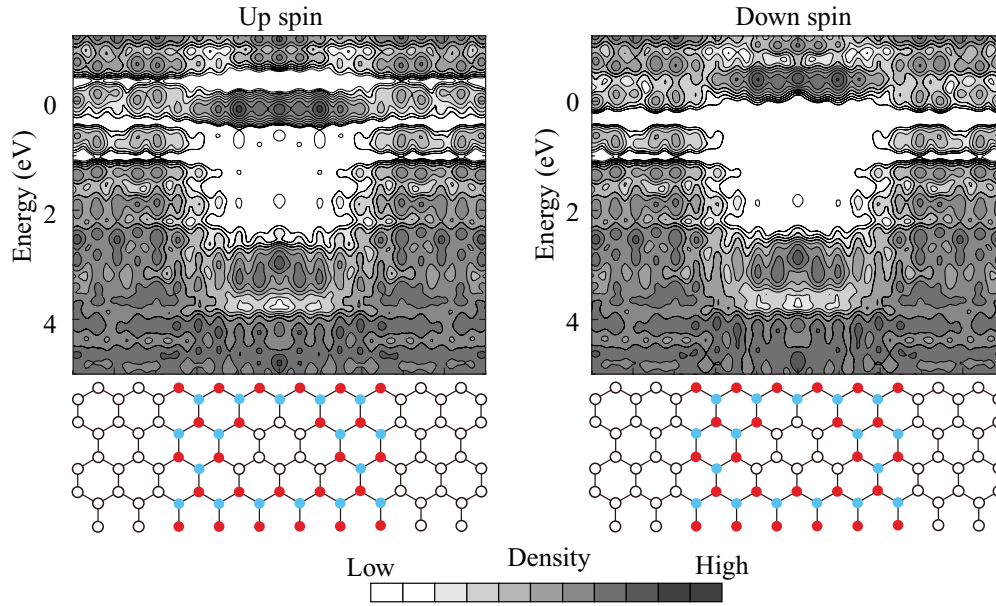 Up spin
Down spin
Energy (eV)
0
2
4
Energy (eV)
0
2
4
Low
Density
High